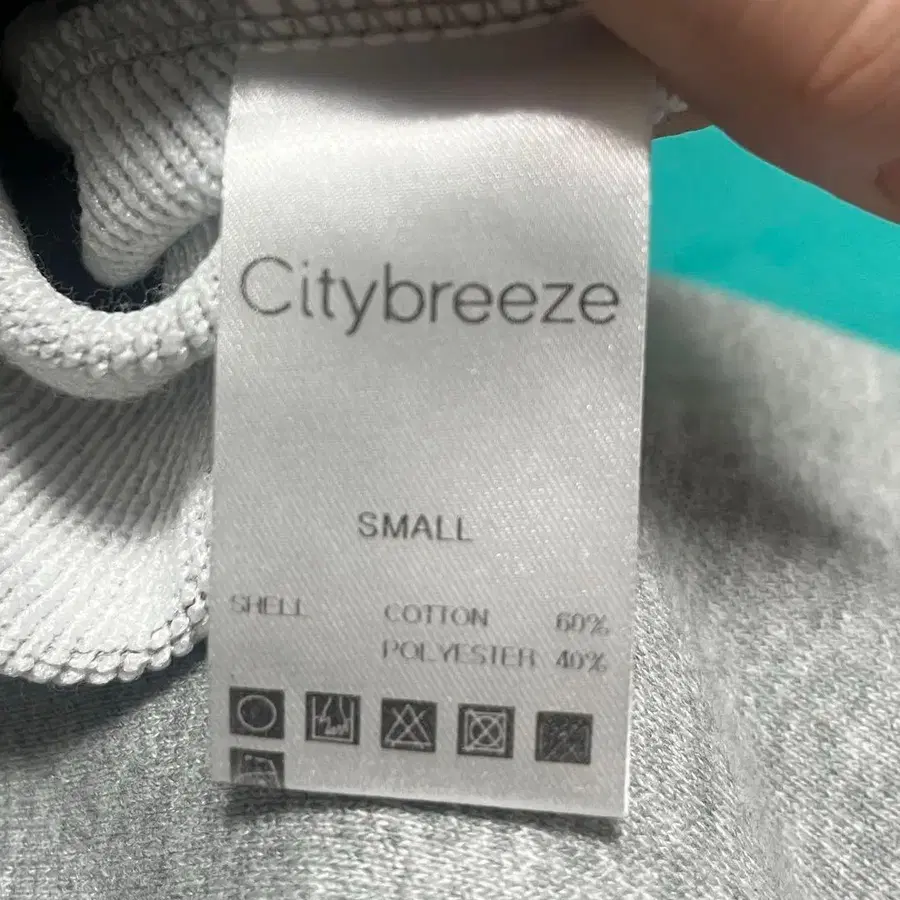 Citybreeze
SMALL
SHELL COTTON 60%
POLYESTER 40%